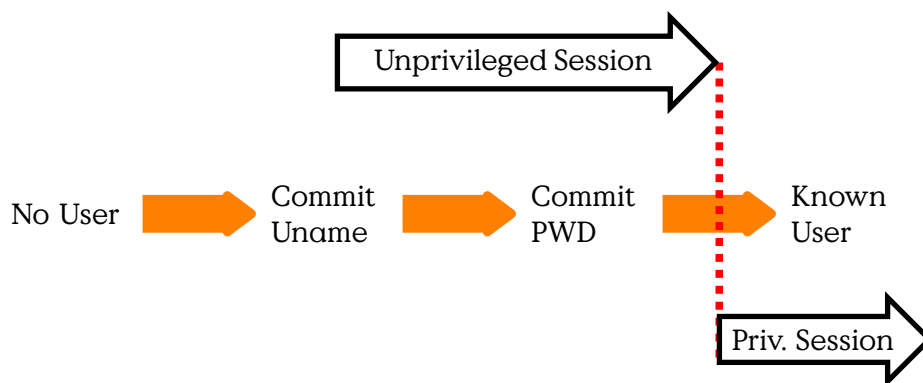 Unprivileged Session
No User
Commit
Uname
Commit
PWD
Known
User
Priv. Session